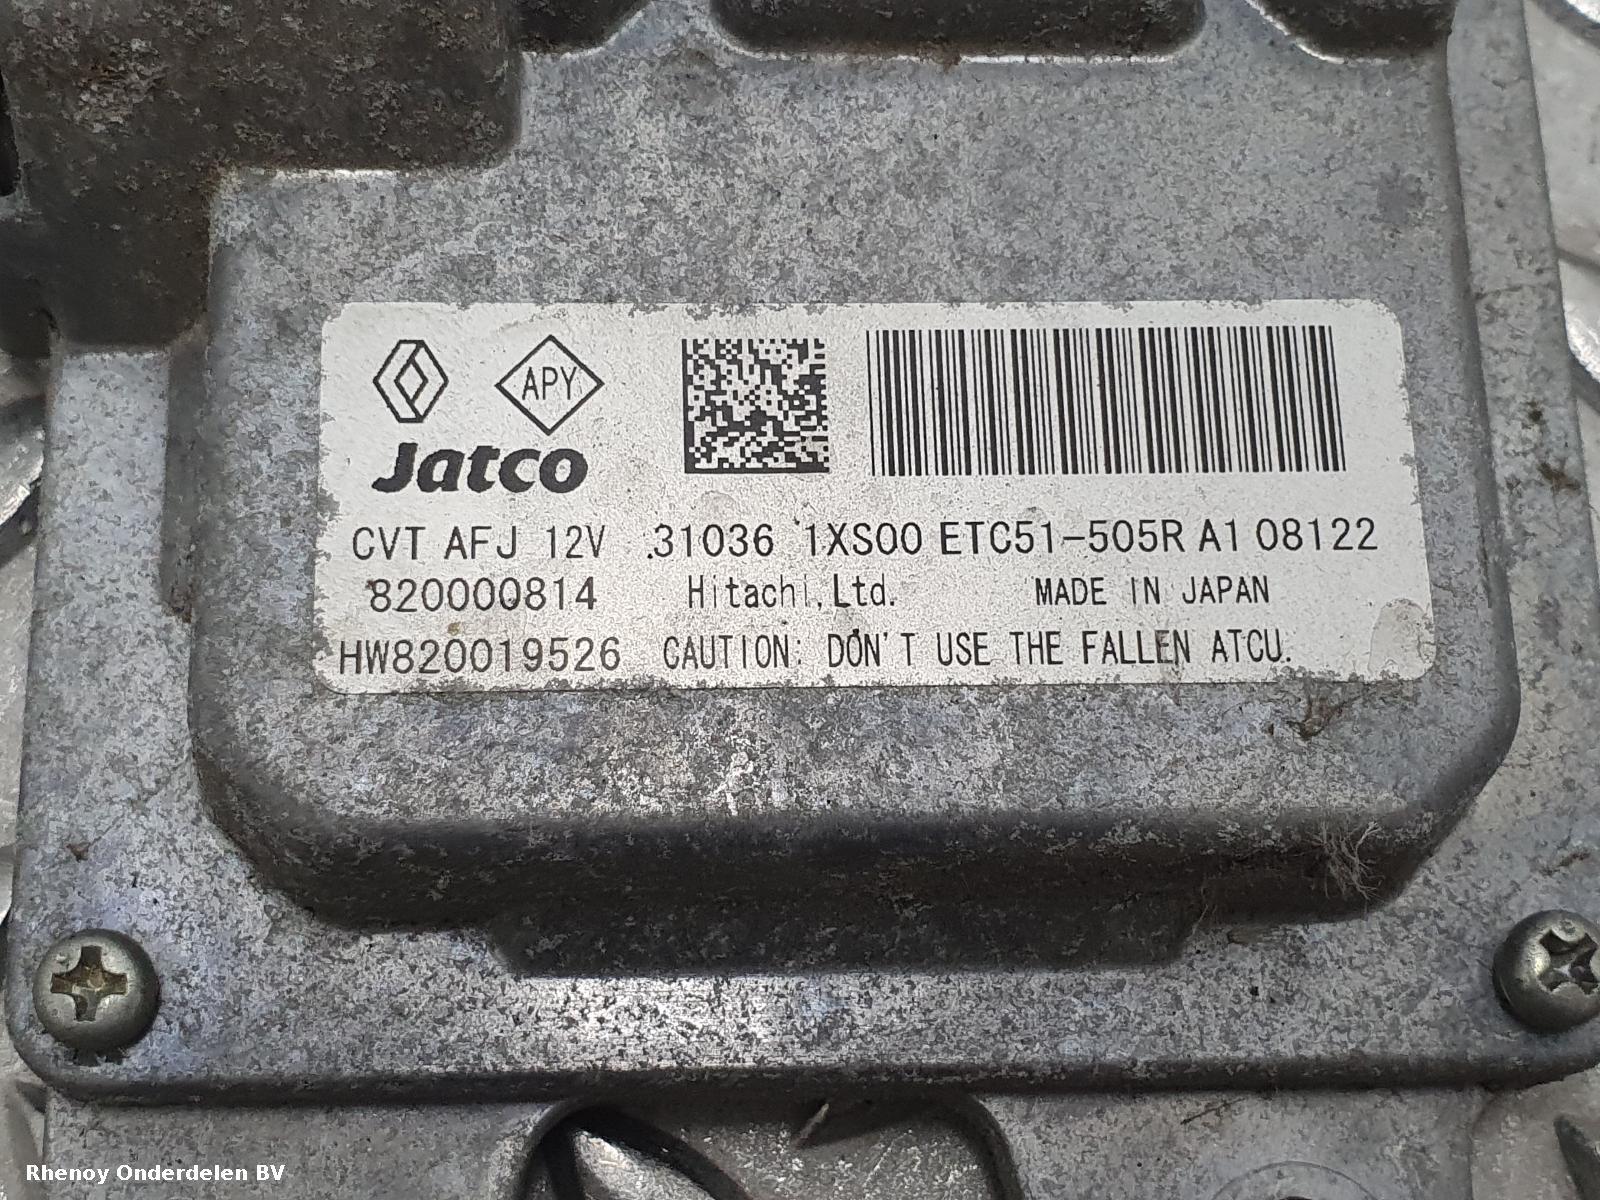 APY
Jatco
CVT AFJ 12V 31036 1XS00 ETC51-505R A1 08122
820000814 Hitachi, Ltd. MADE IN JAPAN
HW820019526 CAUTION: DON'T USE THE FALLEN ATCU.
Rhenoy Onderdelen BV